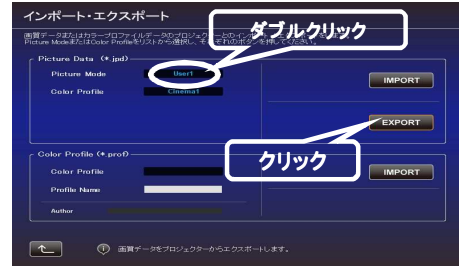 インポート・エクスポート
ダブルクリック
画質データまたはカラープロファイルデータのプロジェクターとのインポ
Picture ModeまたはColor Profileをリストから選択し、それぞれのボタンを押してください。
Picture Data (*.jpd)
Picture Mode User1
IMPORT
Color Profile Cinema1
EXPORT
クリック
Color Profile (*.prof)
Color Profile
IMPORT
Profile Name
Author
画質データをプロジェクターからエクスポートします。